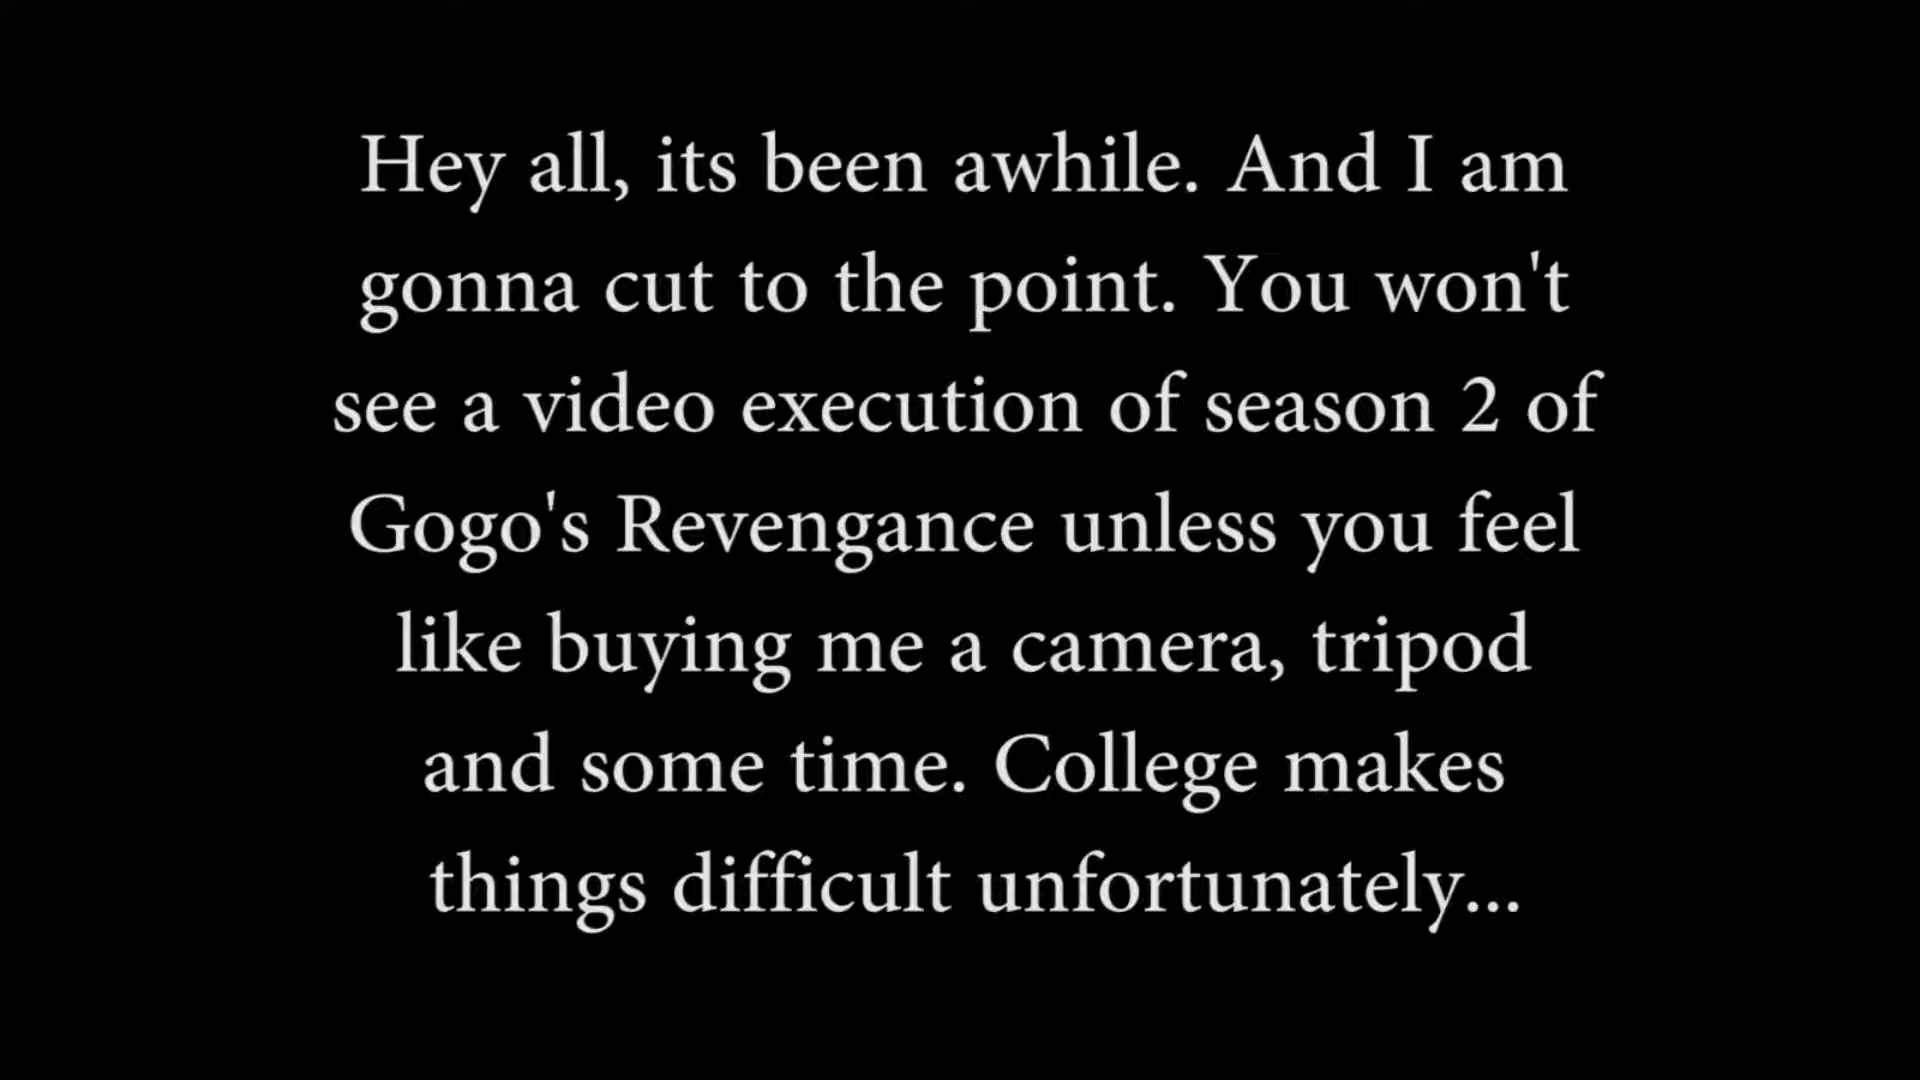 Hey all, its been awhile. And I am
gonna cut to the point. You won't
see a video execution of season 2 of
Gogo's Revengance unless you feel
like buying me a camera, tripod
and some time. College makes
things difficult unfortunately...